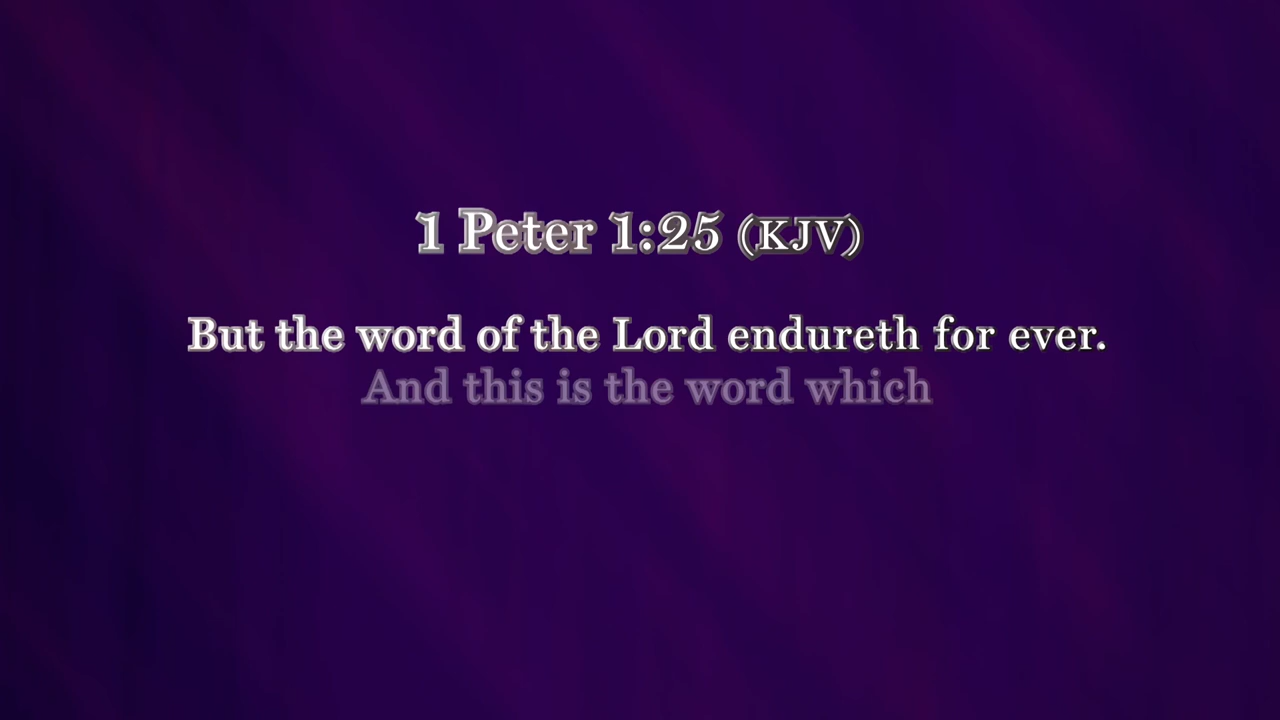 1 Peter 1:25 (KJV)
But the word of the Lord endureth for ever.
And this is the word which